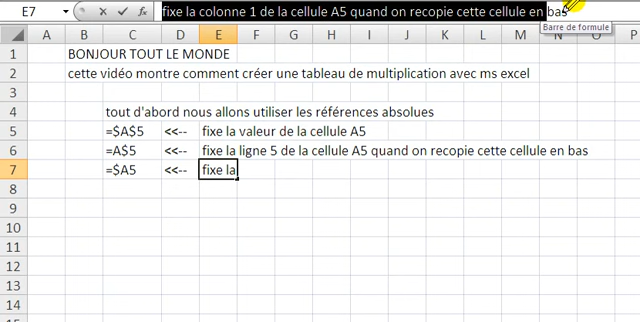 E7 fx fixe la colonne 1 de la cellule A5 quand on recopie cette cellule en bas
Barre de formule
A B C D E F G H I J K L M N O P
1 BONJOUR TOUT LE MONDE
2 cette vidéo montre comment créer une tableau de multiplication avec ms excel
3
4 tout d'abord nous allons utiliser les références absolues
5 =$A$5 <<-- fixe la valeur de la cellule A5
6 =A$5 <<-- fixe la ligne 5 de la cellule A5 quand on recopie cette cellule en bas
7 =$A5 <<-- fixe la
8
9
10
11
12
13
14
15